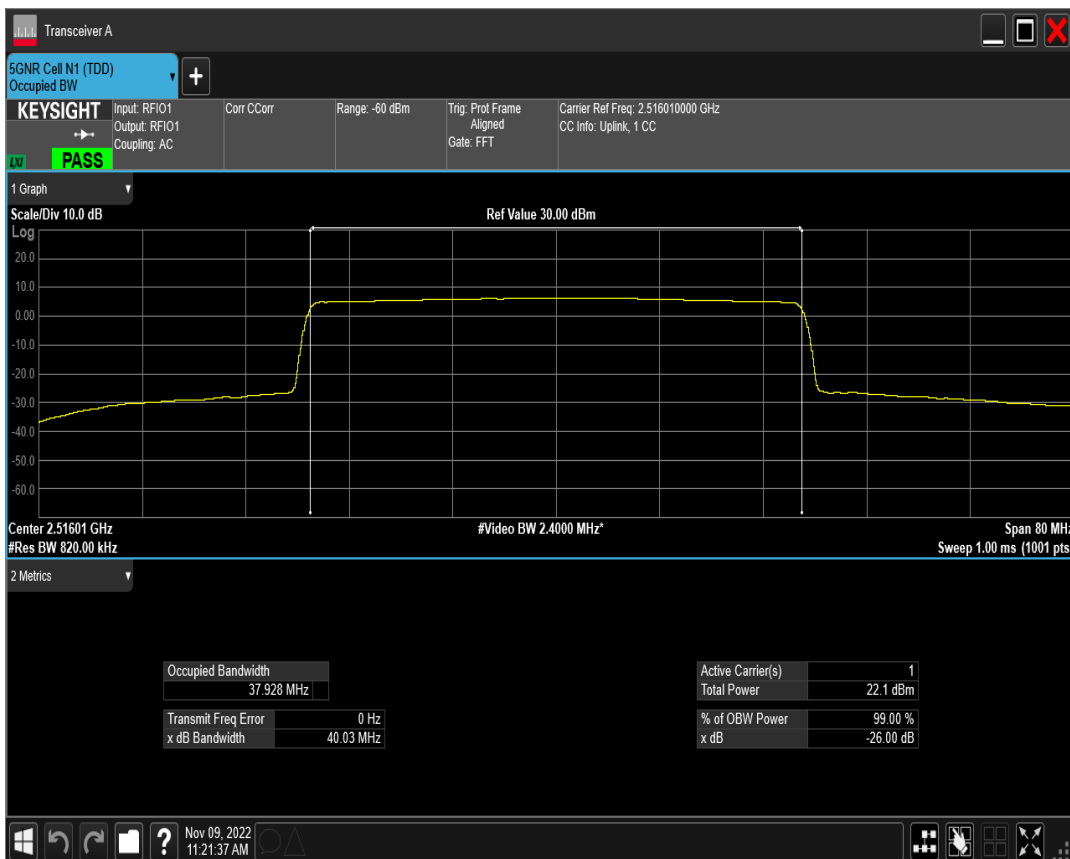 Transceiver A
5GNR Cell N1 (TDD)
Occupied BW
+
KEYSIGHT
LXI
PASS
Input: RFIO1
Output: RFIO1
Coupling: AC
Corr CCorr
Range: -60 dBm
Trig: Prot Frame
Aligned
Gate: FFT
Carrier Ref Freq: 2.516010000 GHz
CC Info: Uplink, 1 CC
1 Graph
Scale/Div 10.0 dB
Ref Value 30.00 dBm
Log
20.0
10.0
0.00
-10.0
-20.0
-30.0
-40.0
-50.0
-60.0
Center 2.51601 GHz
#Video BW 2.4000 MHz*
Span 80 MHz
#Res BW 820.00 kHz
Sweep 1.00 ms (1001 pts
2 Metrics
Occupied Bandwidth
37.928 MHz
Transmit Freq Error 0 Hz
x dB Bandwidth 40.03 MHz
Active Carrier(s) 1
Total Power 22.1 dBm
% of OBW Power 99.00 %
x dB -26.00 dB
?
Nov 09, 2022
11:21:37 AM